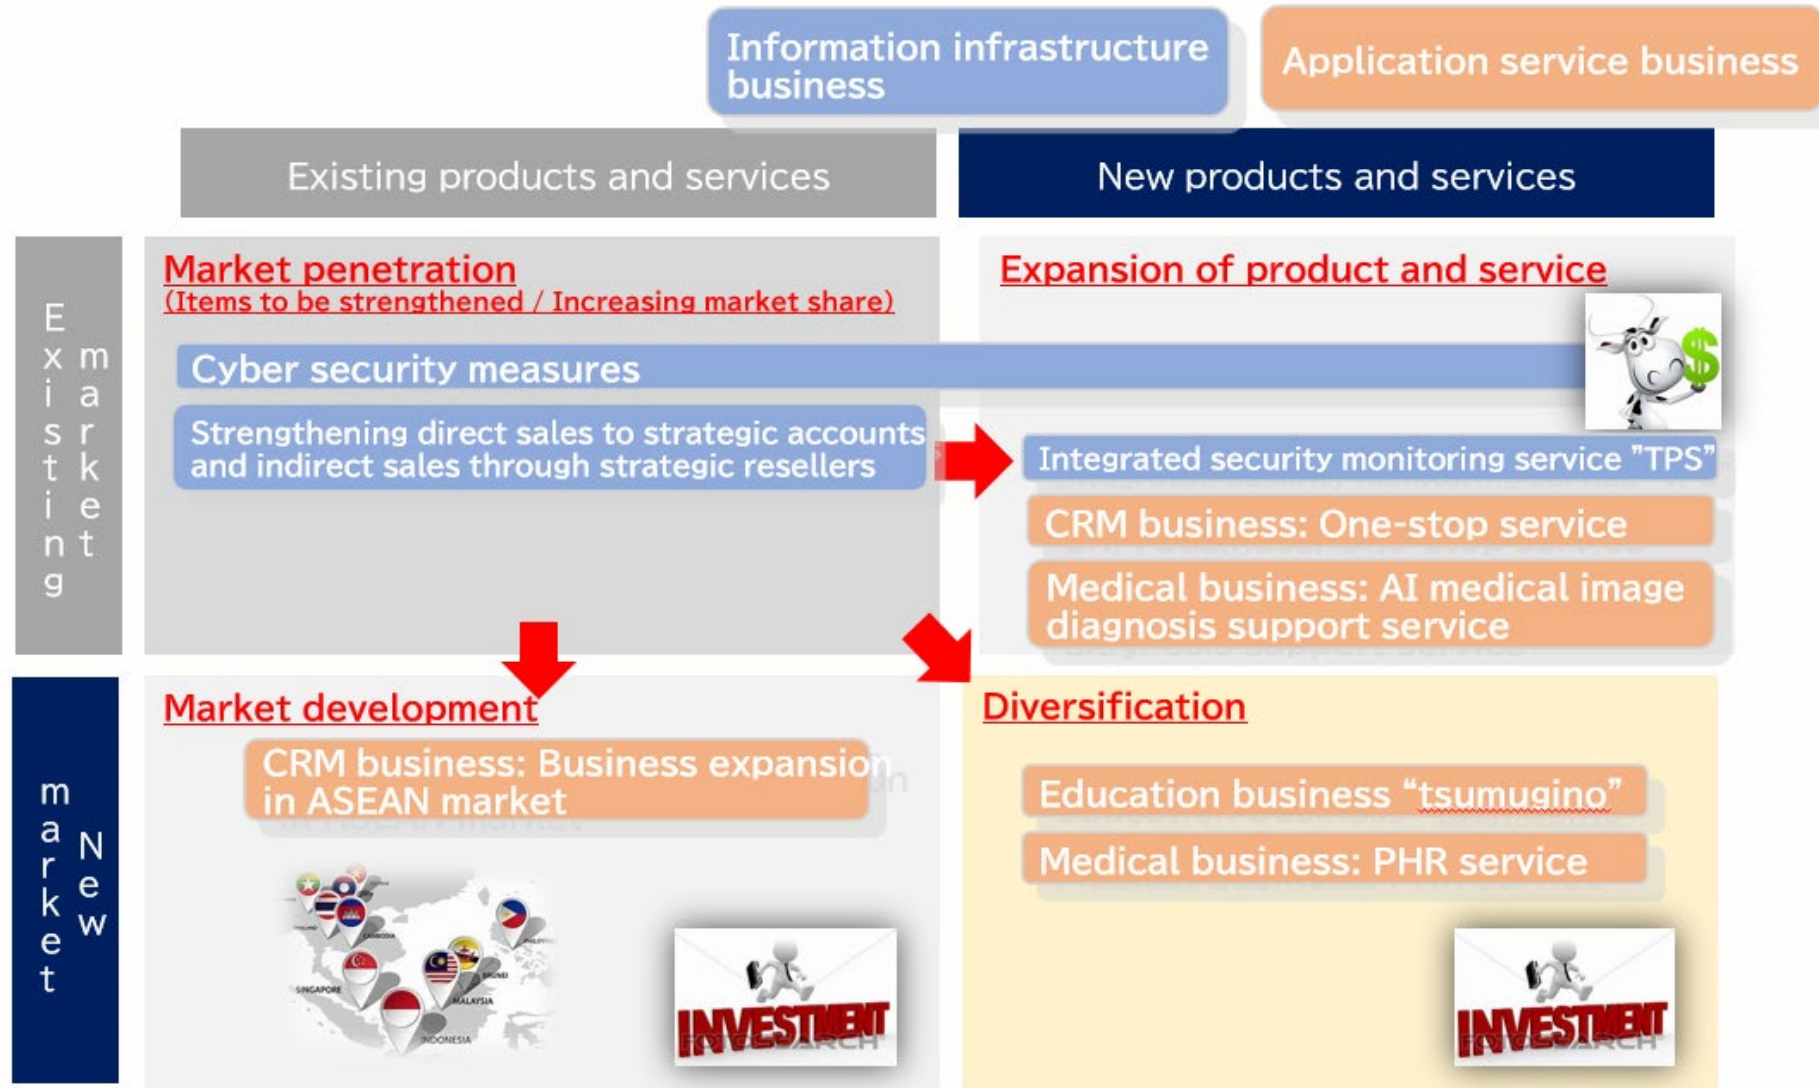 Information infrastructure
business
Application service business
Existing products and services
New products and services
Existing
market
Market penetration
(Items to be strengthened / Increasing market share)
Cyber security measures
Strengthening direct sales to strategic accounts
and indirect sales through strategic resellers
Expansion of product and service
$
Integrated security monitoring service "TPS"
CRM business: One-stop service
Medical business: AI medical image
diagnosis support service
New
market
Market development
CRM business: Business expansion
in ASEAN market
CAMBODIA
SINGAPORE
BRUNEI
MALAYSIA
INDONESIA
INVESTMENT
FOTOSEARCH
Diversification
Education business “tsumugino”
Medical business: PHR service
INVESTMENT
FOTOSEARCH